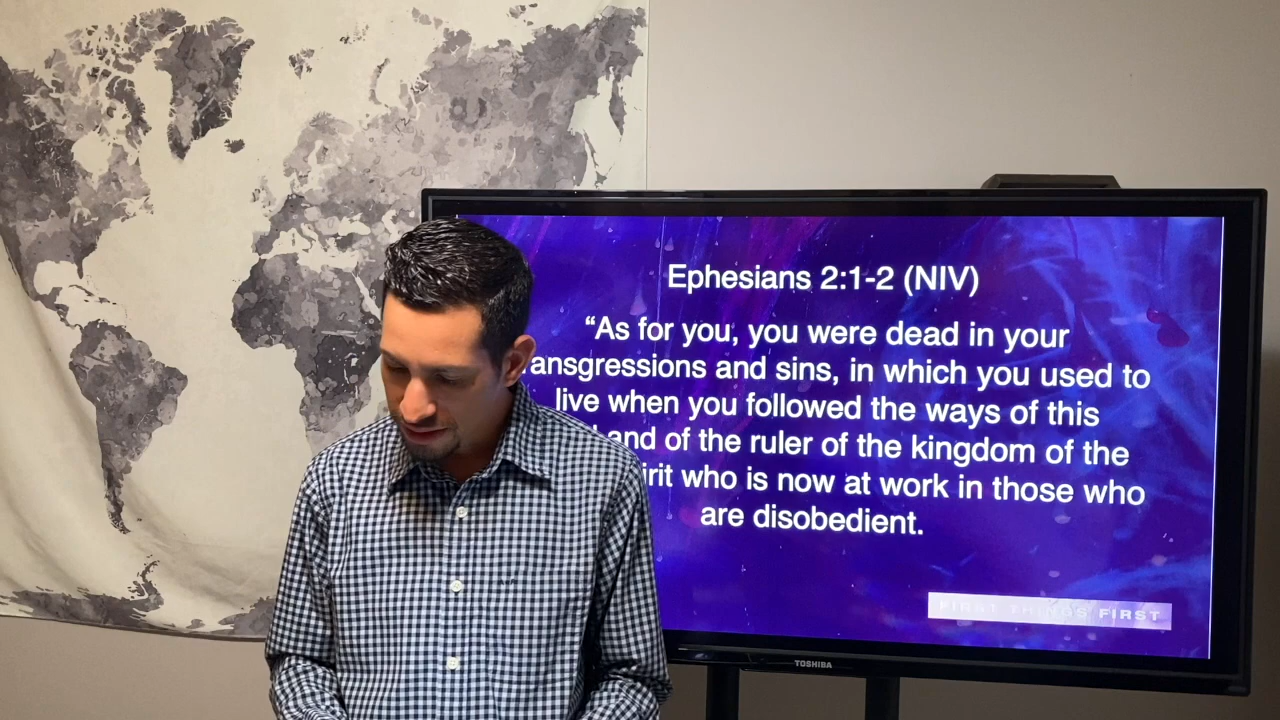 Ephesians 2:1-2 (NIV)
“As for you, you were dead in your
ansgressions and sins, in which you used to
live when you followed the ways of this
and of the ruler of the kingdom of the
irit who is now at work in those who
are disobedient.
FIRST THINGS FIRST
TOSHIBA